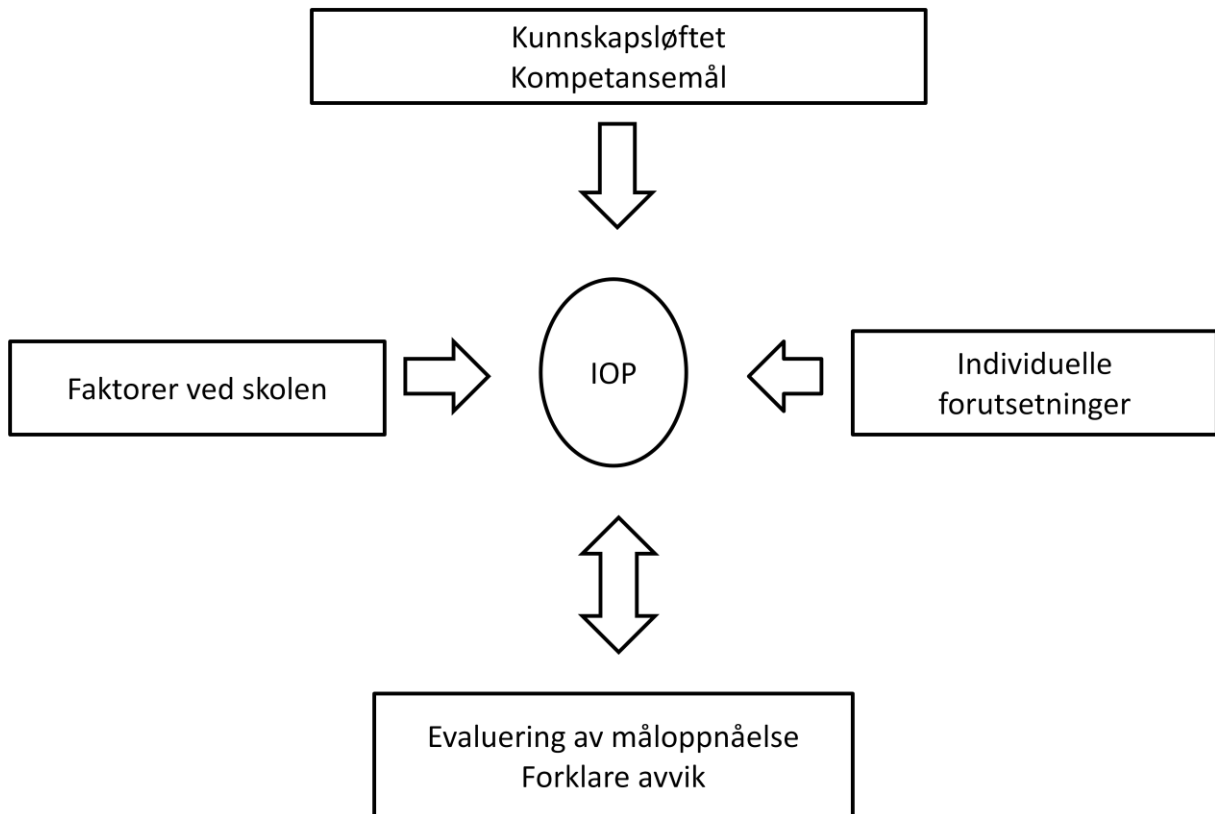 Kunnskapsløftet
Kompetansemål
Faktorer ved skolen
IOP
Individuelle
forutsetninger
Evaluering av måloppnåelse
Forklare avvik